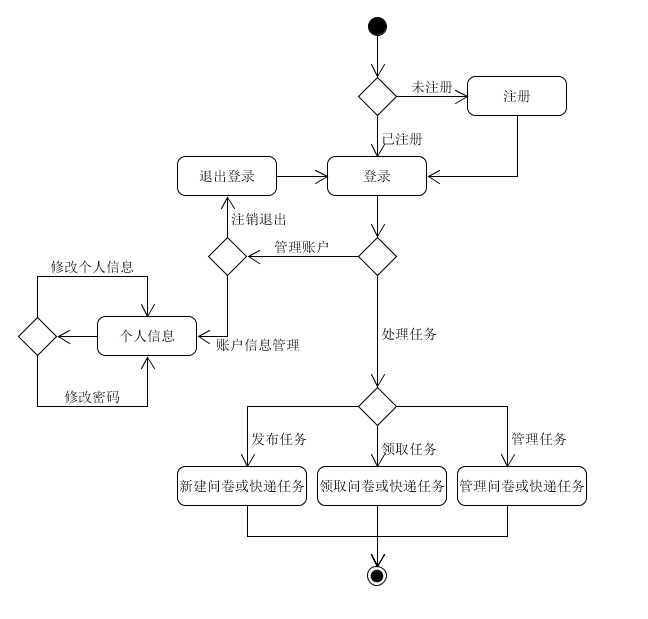 未注册
注册
已注册
退出登录
登录
注销退出
管理账户
修改个人信息
个人信息
账户信息管理
处理任务
修改密码
发布任务
领取任务
管理任务
新建问卷或快递任务
领取问卷或快递任务
管理问卷或快递任务